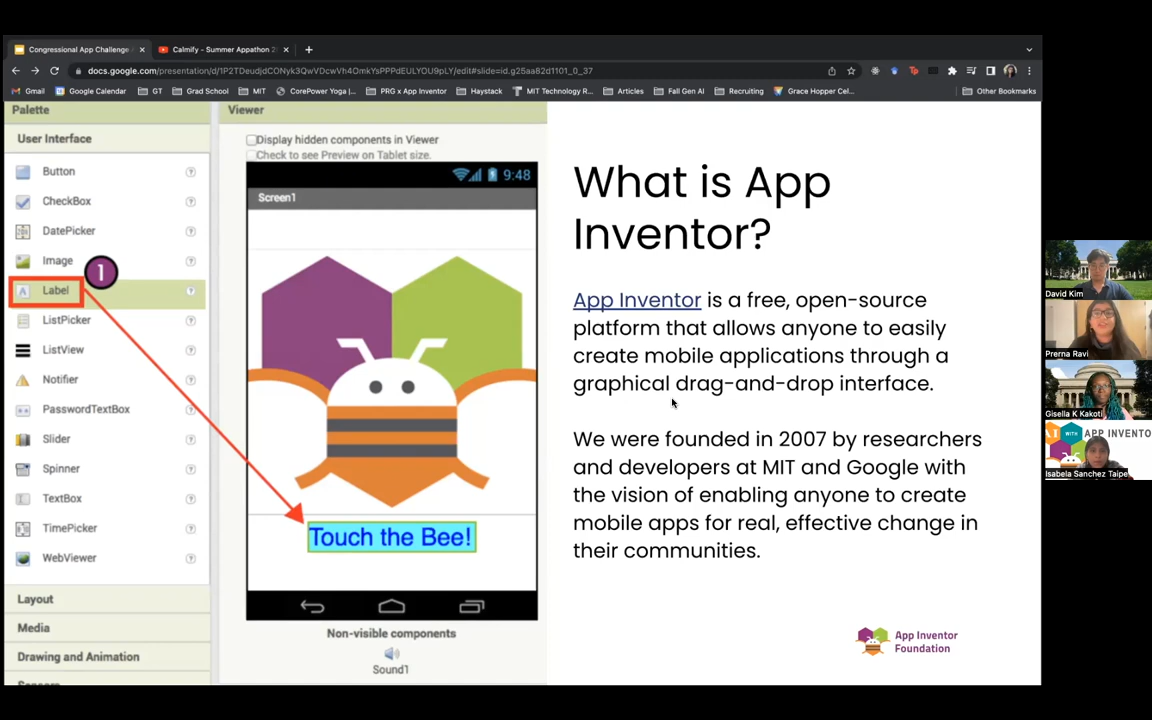 Congressional App Challenge
Calmify - Summer Appathon 2
docs.google.com/presentation/d/1P2TDeudjdCONyk3QwVDcwVh4OmkYsPPPdEULYOU9pLY/edit#slide=id.g25aa82d1101_0_37
Gmail
Google Calendar
GT
Grad School
MIT
CorePower Yoga |...
PRG x App Inventor
Haystack
MIT Technology R...
Articles
Fall Gen AI
Recruiting
Grace Hopper Cel...
Other Bookmarks
Palette
User Interface
Button
CheckBox
DatePicker
Image
1
Label
ListPicker
ListView
Notifier
PasswordTextBox
Slider
Spinner
TextBox
TimePicker
WebViewer
Layout
Media
Drawing and Animation
Viewer
Display hidden components in Viewer
Check to see Preview on Tablet size.
9:48
Screen1
Touch the Bee!
Non-visible components
Sound1
What is App
Inventor?
App Inventor is a free, open-source
platform that allows anyone to easily
create mobile applications through a
graphical drag-and-drop interface.
We were founded in 2007 by researchers
and developers at MIT and Google with
the vision of enabling anyone to create
mobile apps for real, effective change in
their communities.
App Inventor
Foundation
David Kim
Prerna Ravi
Gisella K Kakoti
AI WITH APP INVENTO
Isabela Sanchez Taipe